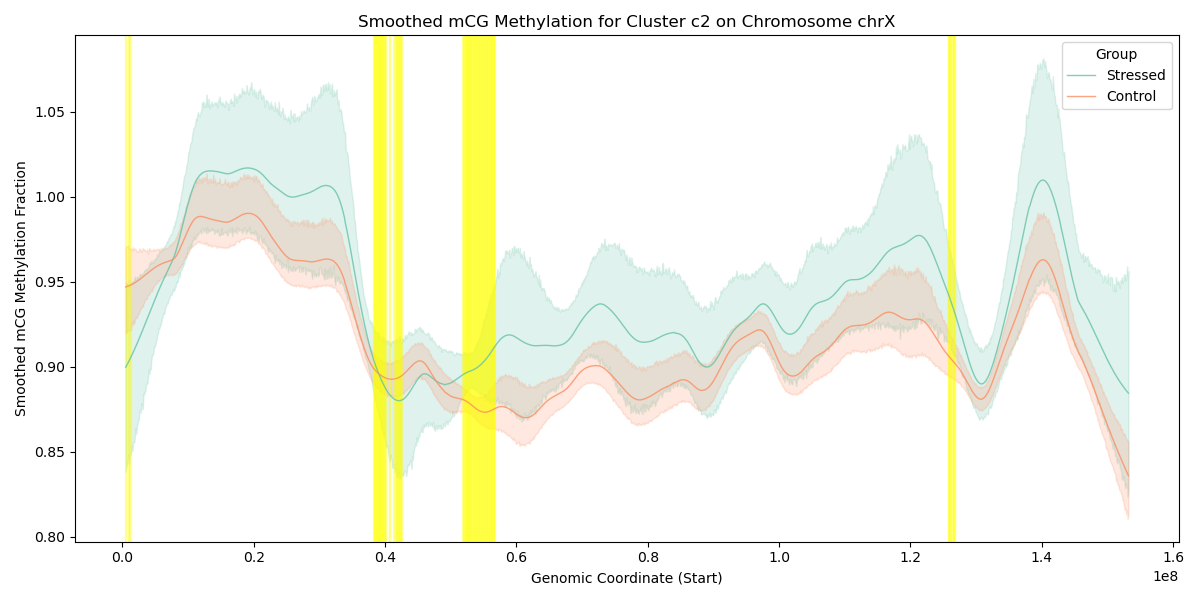 Smoothed mCG Methylation for Cluster c2 on Chromosome chrX
Group
Stressed
Control
Smoothed mCG Methylation Fraction
1.05
1.00
0.95
0.90
0.85
0.80
0.0 0.2 0.4 0.6 0.8 1.0 1.2 1.4 1.6
1e8
Genomic Coordinate (Start)